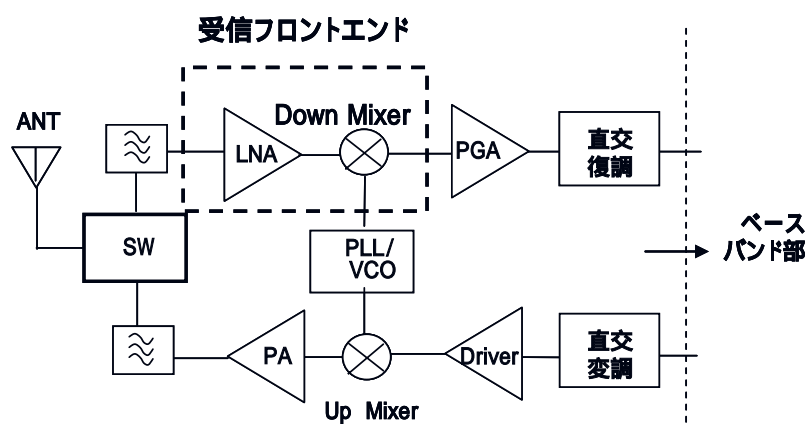 受信フロントエンド
ANT
Down Mixer
LNA
PGA
直交
復調
SW
PLL/
VCO
ベース
バンド部
PA
Driver
直交
変調
Up Mixer